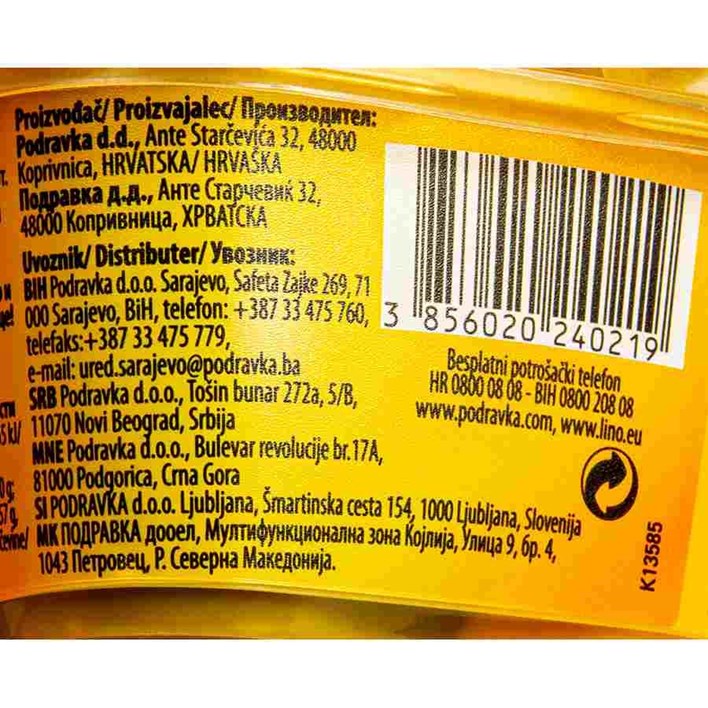 Proizvođač/ Proizvajalec/ Производител:
Podravka d.d., Ante Starčevića 32, 48000
Koprivnica, HRVATSKA/ HRVAŠKA
Подравка д.д., Анте Старчевиќ 32,
48000 Копривница, ХРВАТСКА
Uvoznik/ Distributer/ Увозник:
BIH Podravka d.o.o. Sarajevo, Safeta Zajke 269, 71
000 Sarajevo, BiH, telefon: +387 33 475 760,
telefaks:+387 33 475 779,
e-mail: ured.sarajevo@podravka.ba
SRB Podravka d.o.o., Tošin bunar 272a, 5/B,
11070 Novi Beograd, Srbija
MNE Podravka d.o.o., Bulevar revolucije br.17A,
81000 Podgorica, Crna Gora
SI PODRAVKA d.o.o. Ljubljana, Šmartinska cesta 154, 1000 Ljubljana, Slovenija
МК ПОДРАВКА дооел, Мултифункционална зона Којлија, Улица 9, бр. 4,
1043 Петровец, Р. Северна Македонија.
3 856020 240219
Besplatni potrošački telefon
HR 0800 08 08 - BIH 0800 208 08
www.podravka.com, www.lino.eu
K13585